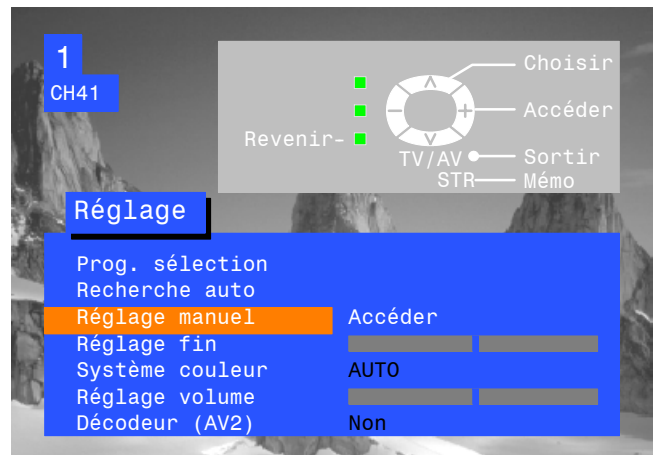 1
CH41
Choisir
Accéder
Revenir-
TV/AV Sortir
STR Mémo
Réglage
Prog. sélection
Recherche auto
Réglage manuel Accéder
Réglage fin
Système couleur AUTO
Réglage volume
Décodeur (AV2) Non